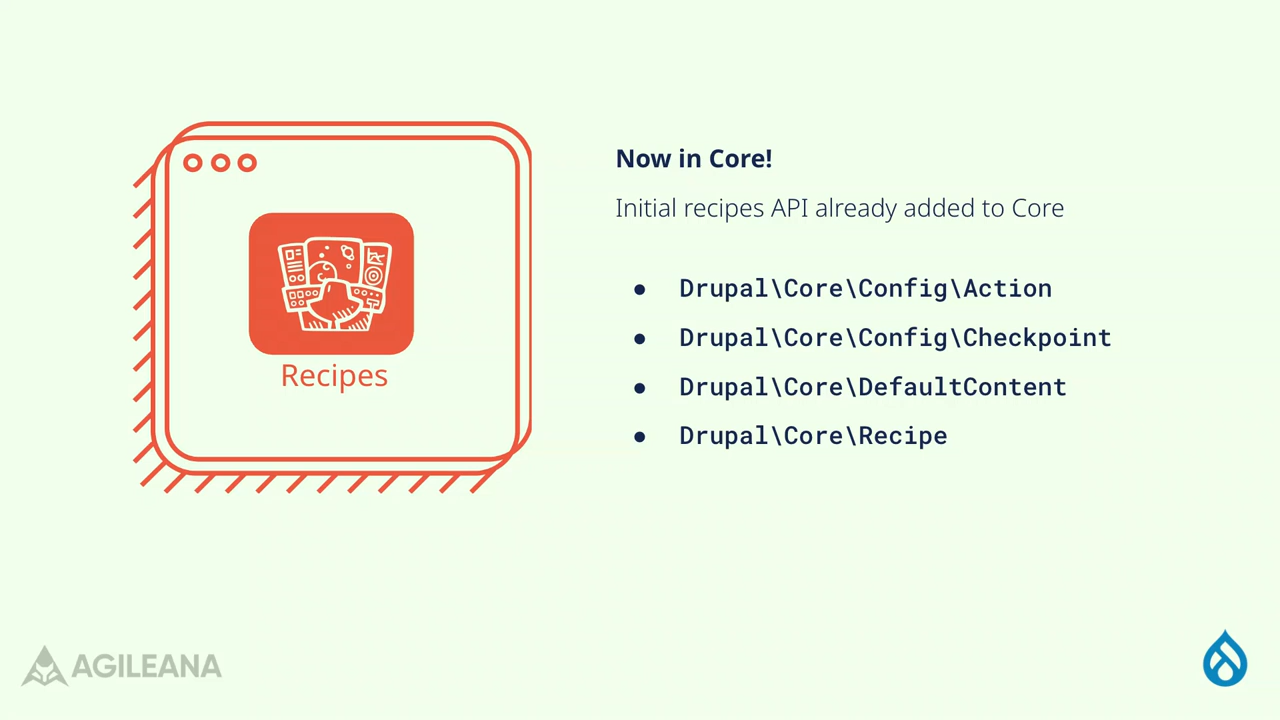 Now in Core!
Initial recipes API already added to Core
● Drupal\Core\Config\Action
● Drupal\Core\Config\Checkpoint
● Drupal\Core\DefaultContent
● Drupal\Core\Recipe
Recipes
AGILEANA